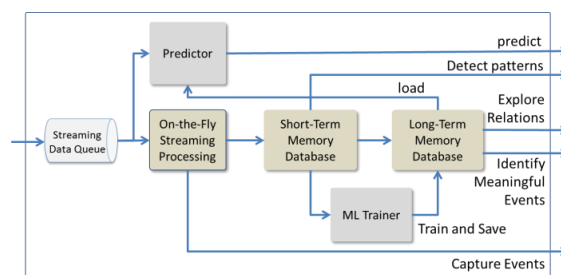 Predictor
predict
Detect patterns
load
Explore
Relations
Streaming
Data Queue
On-the-Fly
Streaming
Processing
Short-Term
Memory
Database
Long-Term
Memory
Database
Identify
Meaningful
Events
ML Trainer
Train and Save
Capture Events